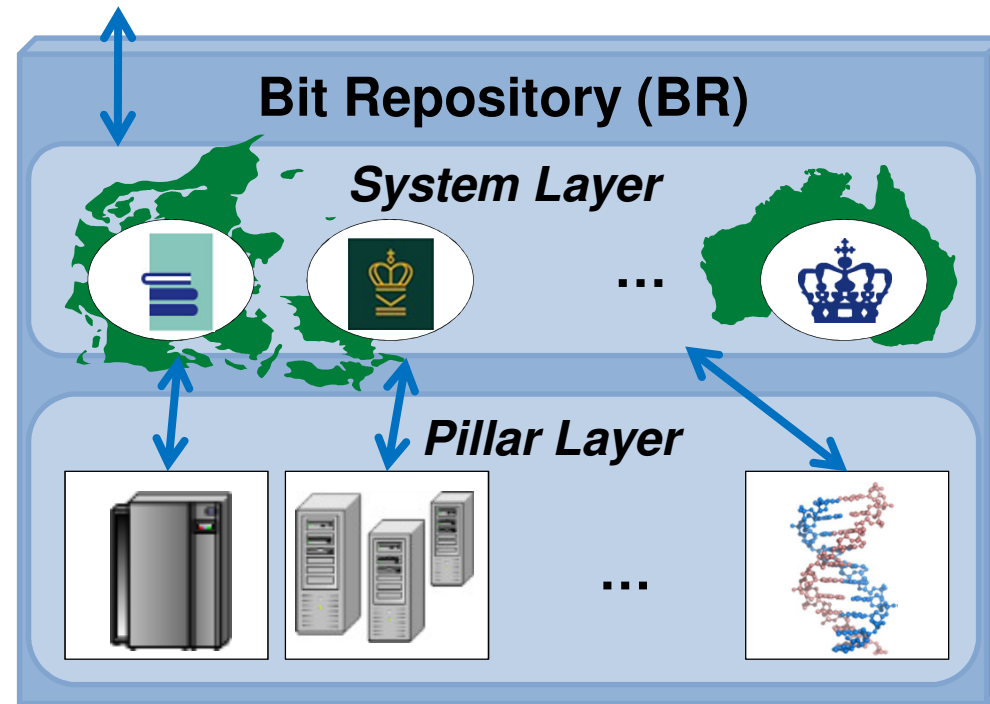 Bit Repository (BR)
System Layer
...
Pillar Layer
...